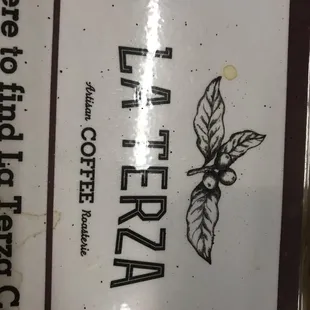 LA TERZA
Artisan COFFEE Roasterie
ere to find La Terza C